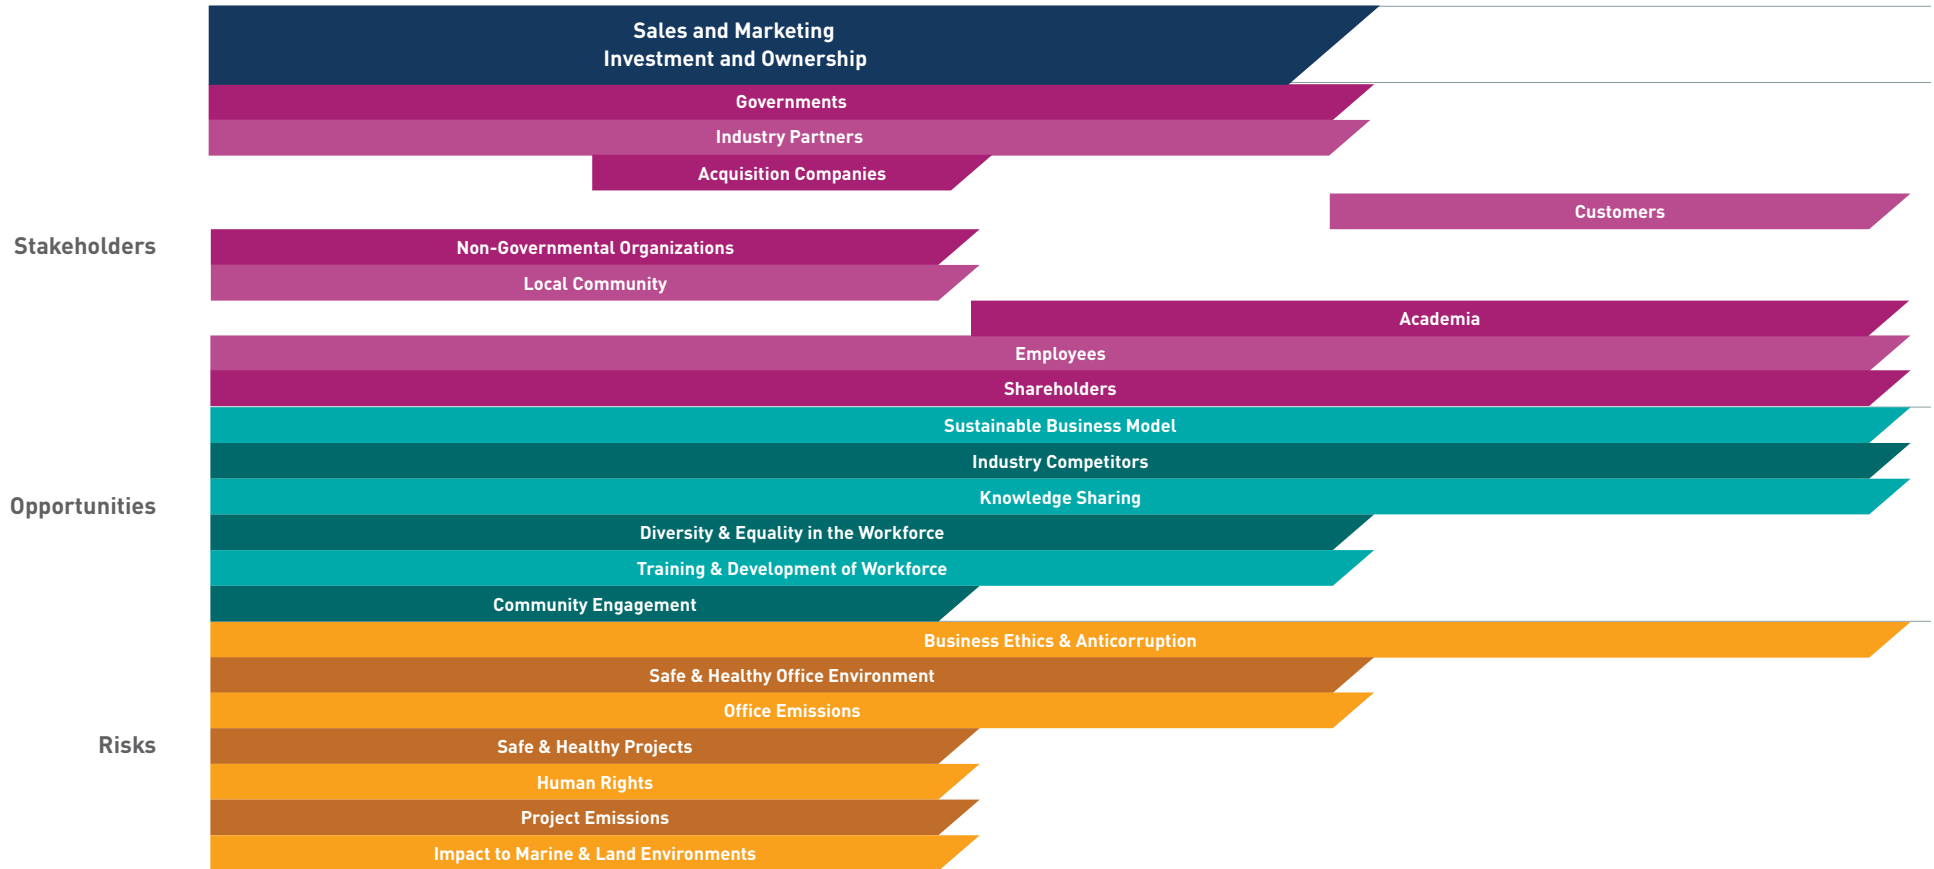 Sales and Marketing
Investment and Ownership
Governments
Industry Partners
Acquisition Companies
Customers
Stakeholders
Non-Governmental Organizations
Local Community
Academia
Employees
Shareholders
Sustainable Business Model
Industry Competitors
Knowledge Sharing
Opportunities
Diversity & Equality in the Workforce
Training & Development of Workforce
Community Engagement
Business Ethics & Anticorruption
Safe & Healthy Office Environment
Office Emissions
Risks
Safe & Healthy Projects
Human Rights
Project Emissions
Impact to Marine & Land Environments